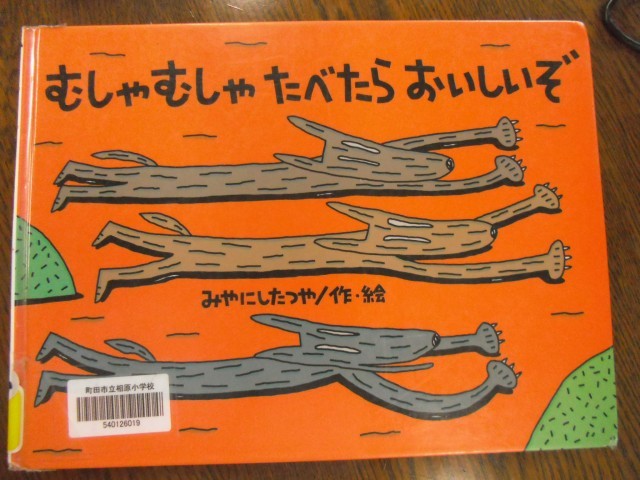 むしゃむしゃ たべたら おいしいぞ
みやにしたつや/作・絵
町田市立相原小学校
540126019